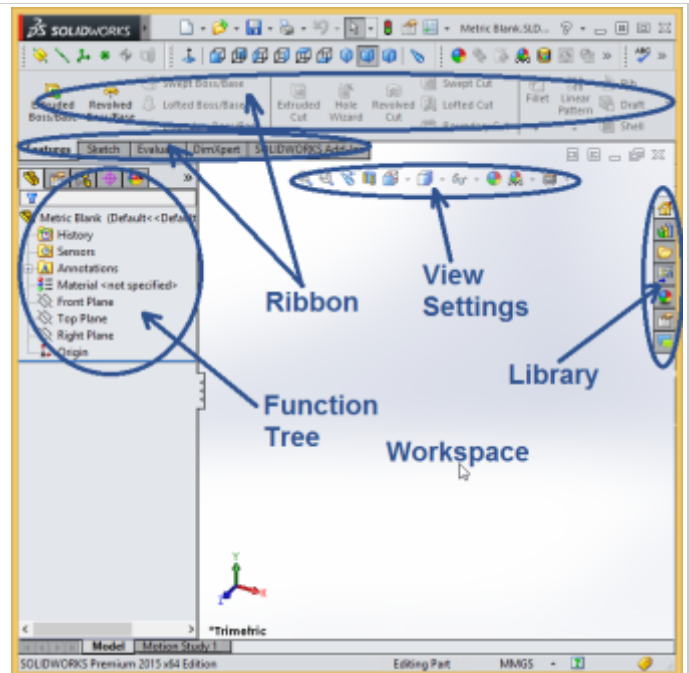 SOLIDWORKS
Metric Blank.SLD...
Swept Boss/Base
Swept Cut
Rib
Extruded Boss/Base
Revolved Boss/Base
Lofted Boss/Base
Extruded Cut
Hole Wizard
Revolved Cut
Lofted Cut
Fillet
Linear Pattern
Draft
Shell
Features
Sketch
Evaluate
DimXpert
SOLIDWORKS Add-Ins
Metric Blank (Default<<Default
History
Sensors
Annotations
Material <not specified>
Front Plane
Top Plane
Right Plane
Origin
Ribbon
View
Settings
Library
Function
Tree
Workspace
Y
*Trimetric
Model
Motion Study 1
SOLIDWORKS Premium 2015 x64 Edition
Editing Part
MMGS